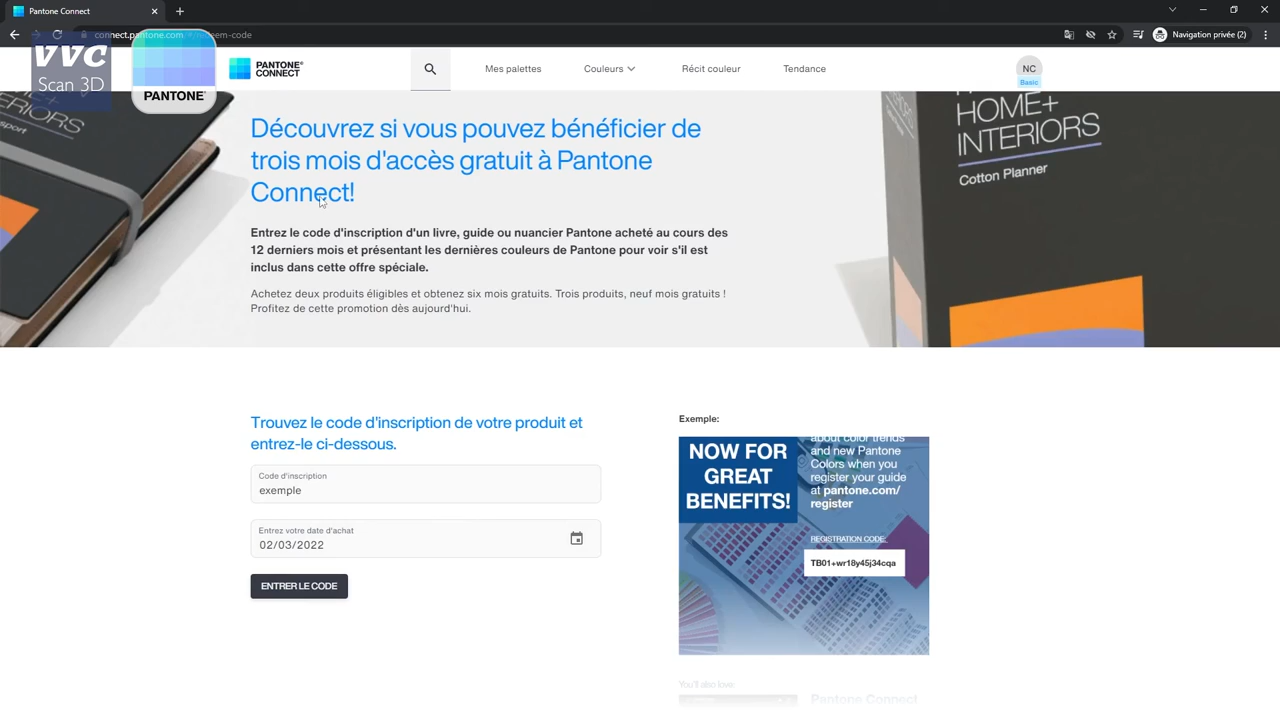 Pantone Connect
connect.pantone.com
Navigation privée (2)
VVC
Scan 3D
PANTONE
PANTONE®
CONNECT
Mes palettes
Couleurs
Récit couleur
Tendance
NC
Basic
HOME+
INTERIORS
Cotton Planner
Découvrez si vous pouvez bénéficier de
trois mois d'accès gratuit à Pantone
Connect!
Entrez le code d'inscription d'un livre, guide ou nuancier Pantone acheté au cours des
12 derniers mois et présentant les dernières couleurs de Pantone pour voir s'il est
inclus dans cette offre spéciale.
Achetez deux produits éligibles et obtenez six mois gratuits. Trois produits, neuf mois gratuits !
Profitez de cette promotion dès aujourd'hui.
Trouvez le code d'inscription de votre produit et
entrez-le ci-dessous.
Code d'inscription
exemple
Entrez votre date d'achat
02/03/2022
ENTRER LE CODE
Exemple:
NOW FOR
GREAT
BENEFITS!
about color trends
and new Pantone
Colors when you
register your guide
at pantone.com/
register
REGISTRATION CODE:
TB01+wr18y45j34cqa
You'll also love:
Pantone Connect